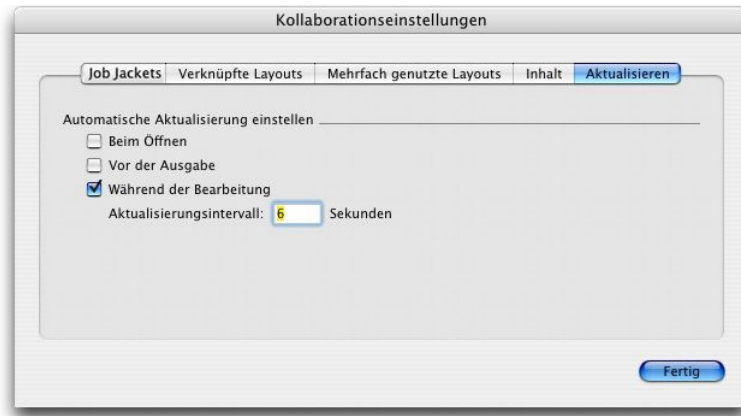 Kollaborationseinstellungen
Job Jackets Verknüpfte Layouts Mehrfach genutzte Layouts Inhalt Aktualisieren
Automatische Aktualisierung einstellen
Beim Öffnen
Vor der Ausgabe
Während der Bearbeitung
Aktualisierungsintervall: 6 Sekunden
Fertig